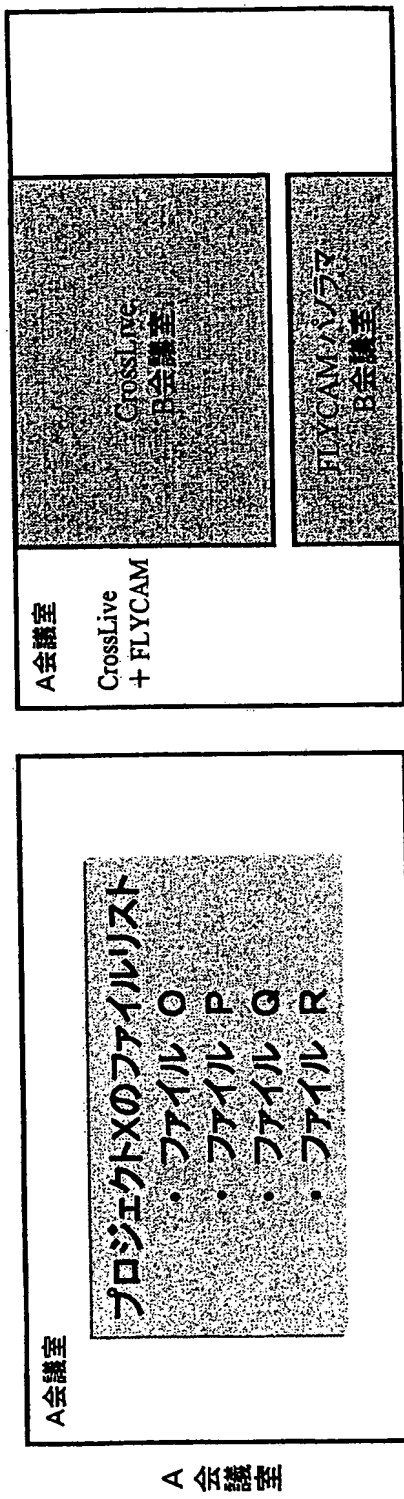 A会議室
A会議室
プロジェクトXのファイルリスト
・ファイル O
・ファイル P
・ファイル Q
・ファイル R
A会議室
CrossLive
+ FLYCAM
CrossLive
B会議室
FLYCAMパノラマ
B会議室